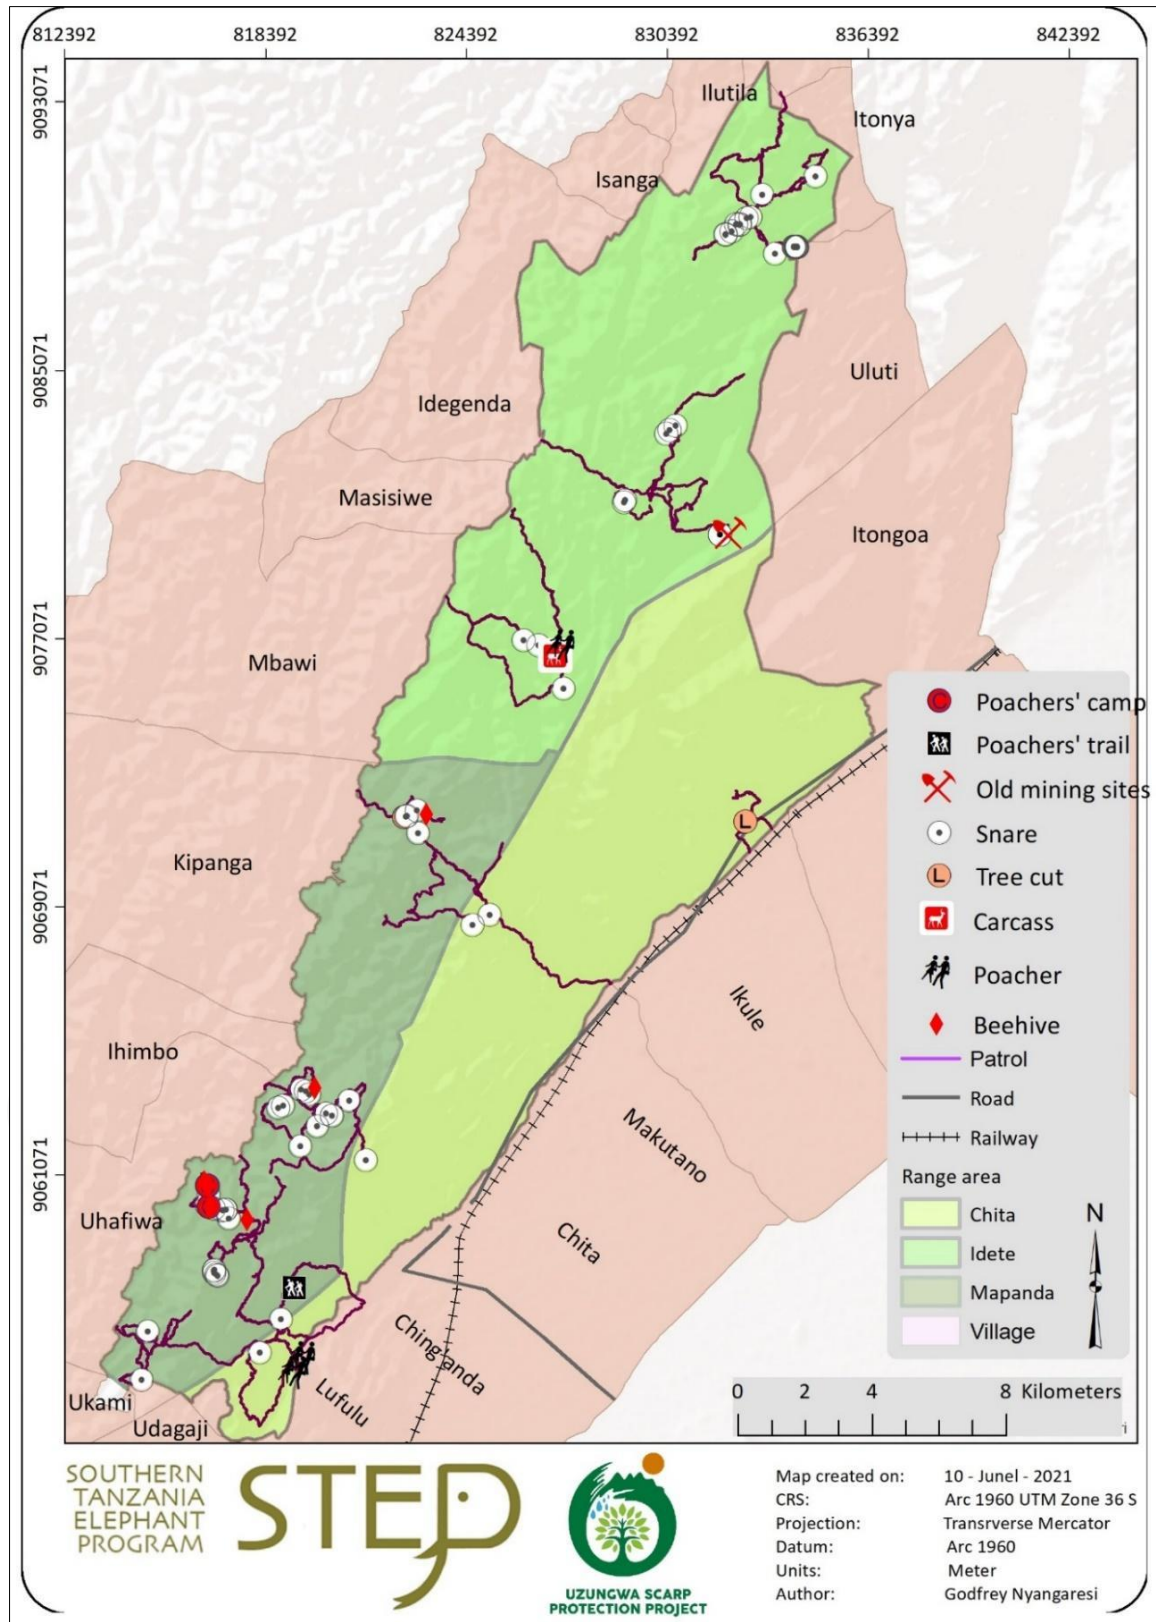 812392 818392 824392 830392 836392 842392
9093071
9085071
9077071
9069071
9061071
Ilutila
Itonya
Isanga
Idegenda
Uluti
Masisiwe
Itongoa
Mbawi
Kipanga
Ikule
Ihimbo
Makutano
Uhafiwa
Chita
Ching'anda
Lufulu
Ukami
Udagaji
C Poachers' camp
Poachers' trail
Old mining sites
Snare
L Tree cut
Carcass
Poacher
Beehive
Patrol
Road
Railway
Range area
Chita
Idete
Mapanda
Village
N
L
0 2 4 8 Kilometers
SOUTHERN
TANZANIA
ELEPHANT
PROGRAM
STEP
UZUNGWA SCARP
PROTECTION PROJECT
Map created on: 10 - Junel - 2021
CRS: Arc 1960 UTM Zone 36 S
Projection: Transrverse Mercator
Datum: Arc 1960
Units: Meter
Author: Godfrey Nyangaresi